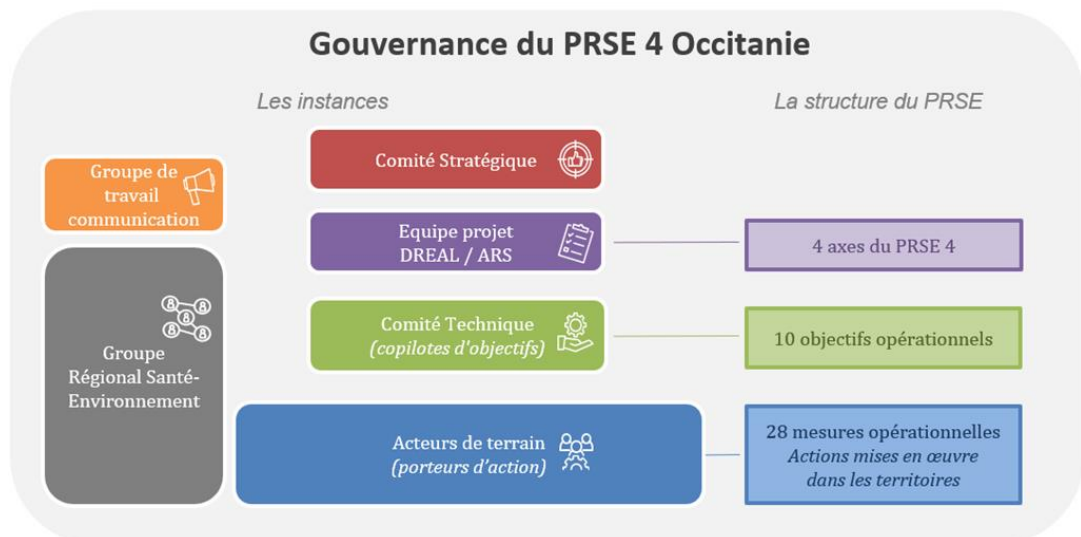 Gouvernance du PRSE 4 Occitanie
Les instances
La structure du PRSE
Groupe de
travail
communication
Groupe
Régional Santé-
Environnement
Comité Stratégique
Equipe projet
DREAL / ARS
4 axes du PRSE 4
Comité Technique
(copilotes d'objectifs)
10 objectifs opérationnels
Acteurs de terrain
(porteurs d'action)
28 mesures opérationnelles
Actions mises en œuvre
dans les territoires